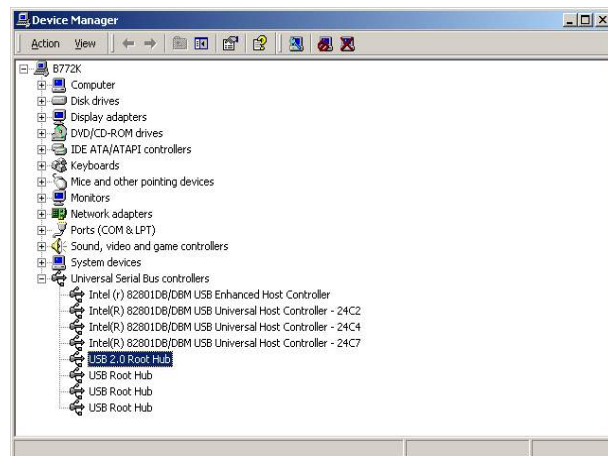 Device Manager
Action View
B772K
Computer
Disk drives
Display adapters
DVD/CD-ROM drives
IDE ATA/ATAPI controllers
Keyboards
Mice and other pointing devices
Monitors
Network adapters
Ports (COM & LPT)
Sound, video and game controllers
System devices
Universal Serial Bus controllers
Intel (r) 82801DB/DBM USB Enhanced Host Controller
Intel(R) 82801DB/DBM USB Universal Host Controller - 24C2
Intel(R) 82801DB/DBM USB Universal Host Controller - 24C4
Intel(R) 82801DB/DBM USB Universal Host Controller - 24C7
USB 2.0 Root Hub
USB Root Hub
USB Root Hub
USB Root Hub